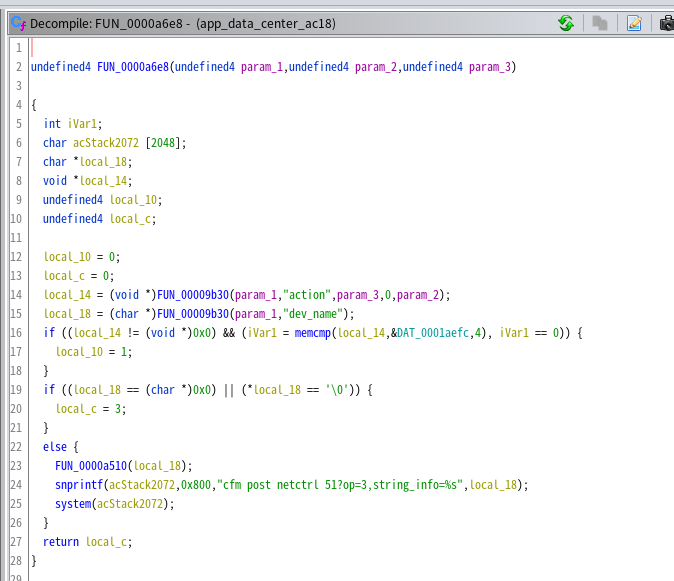 Decompile: FUN_0000a6e8 - (app_data_center_ac18)
1
2 undefined4 FUN_0000a6e8(undefined4 param_1,undefined4 param_2,undefined4 param_3)
3
4 {
5 int iVar1;
6 char acStack2072 [2048];
7 char *local_18;
8 void *local_14;
9 undefined4 local_10;
10 undefined4 local_c;
11
12 local_10 = 0;
13 local_c = 0;
14 local_14 = (void *)FUN_00009b30(param_1,"action",param_3,0,param_2);
15 local_18 = (char *)FUN_00009b30(param_1,"dev_name");
16 if ((local_14 != (void *)0x0) && (iVar1 = memcmp(local_14,&DAT_0001aefc,4), iVar1 == 0)) {
17 local_10 = 1;
18 }
19 if ((local_18 == (char *)0x0) || (*local_18 == '\0')) {
20 local_c = 3;
21 }
22 else {
23 FUN_0000a510(local_18);
24 snprintf(acStack2072,0x800,"cfm post netctrl 51?op=3,string_info=%s",local_18);
25 system(acStack2072);
26 }
27 return local_c;
28 }
29